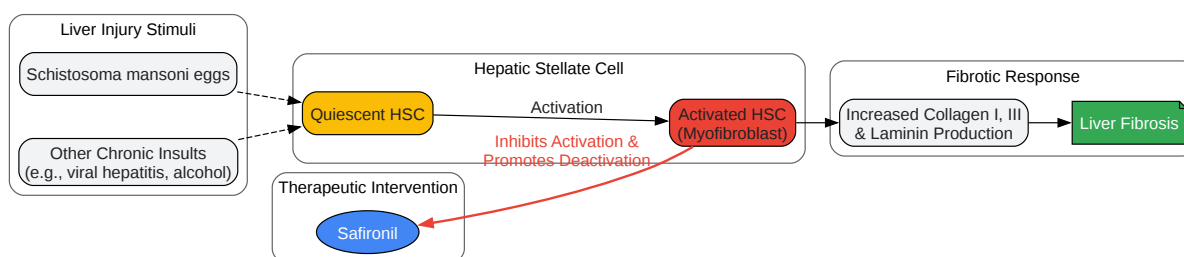 Liver Injury Stimuli
Schistosoma mansoni eggs
Other Chronic Insults
(e.g., viral hepatitis, alcohol)
Hepatic Stellate Cell
Quiescent HSC
Activation
Activated HSC
(Myofibroblast)
Inhibits Activation &
Promotes Deactivation
Therapeutic Intervention
Safironil
Fibrotic Response
Increased Collagen I, III
& Laminin Production
Liver Fibrosis